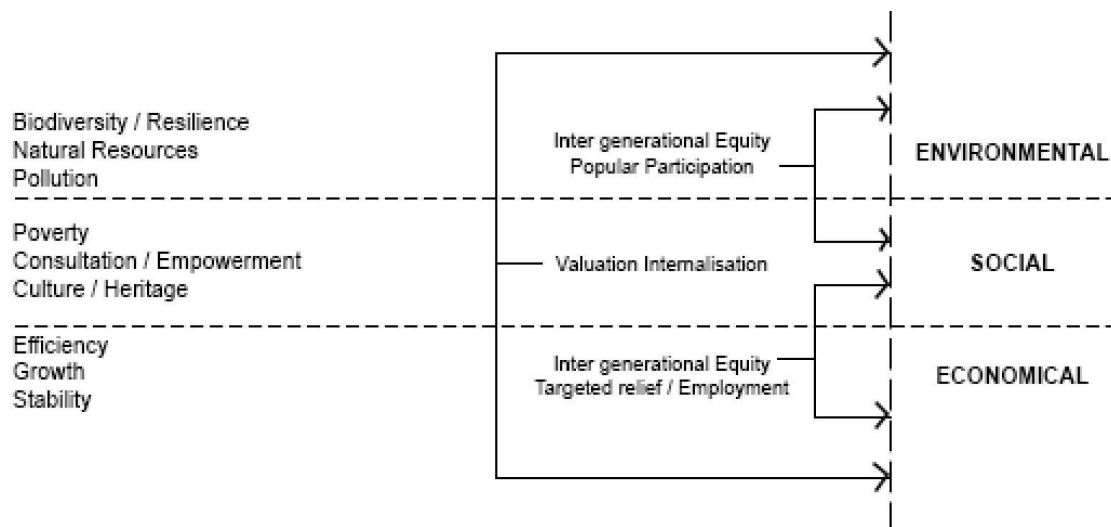 Biodiversity / Resilience
Natural Resources
Pollution
Inter generational Equity
Popular Participation
ENVIRONMENTAL
Poverty
Consultation / Empowerment
Culture / Heritage
Valuation Internalisation
SOCIAL
Efficiency
Growth
Stability
Inter generational Equity
Targeted relief / Employment
ECONOMICAL